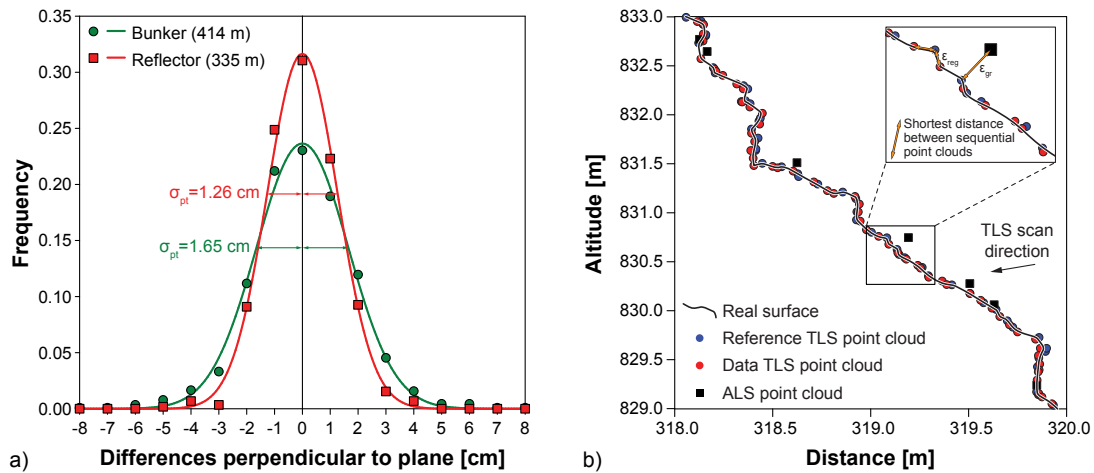 0.35
0.30
0.25
0.20
0.15
0.10
0.05
0.00
Frequency
Bunker (414 m)
Reflector (335 m)
σpt=1.26 cm
σpt=1.65 cm
-8 -7 -6 -5 -4 -3 -2 -1 0 1 2 3 4 5 6 7 8
Differences perpendicular to plane [cm]
a)
833.0
832.5
832.0
831.5
831.0
830.5
830.0
829.5
829.0
Altitude [m]
εreg
εgr
Shortest distance
between sequential
point clouds
TLS scan
direction
Real surface
Reference TLS point cloud
Data TLS point cloud
ALS point cloud
318.0 318.5 319.0 319.5 320.0
Distance [m]
b)